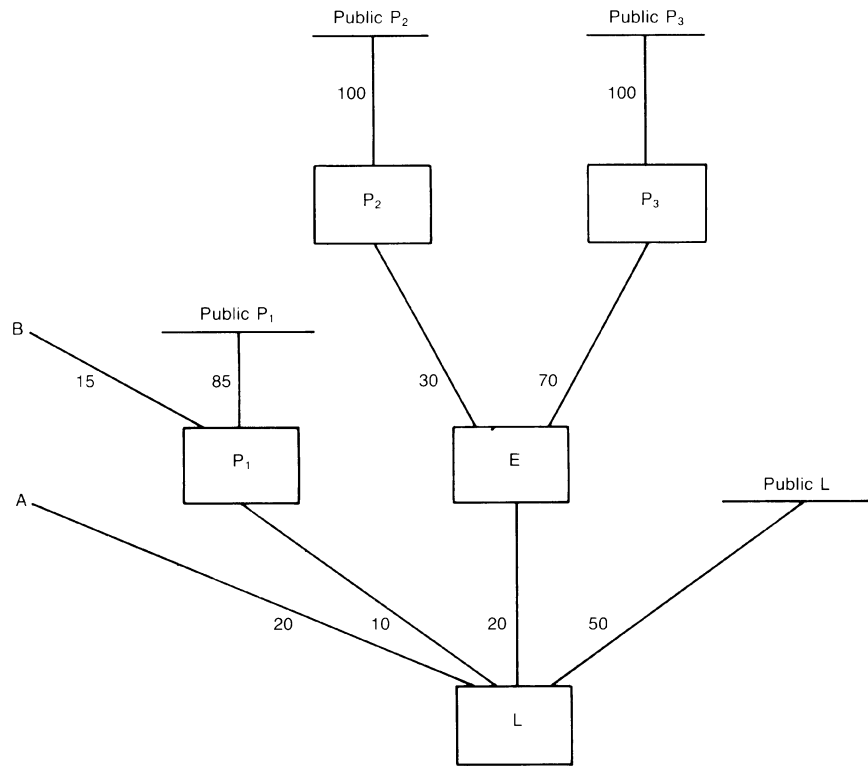 Public P₂
Public P₃
100
100
P₂
P₃
Public P₁
B
15
85
30
70
P₁
E
Public L
A
20
10
20
50
L